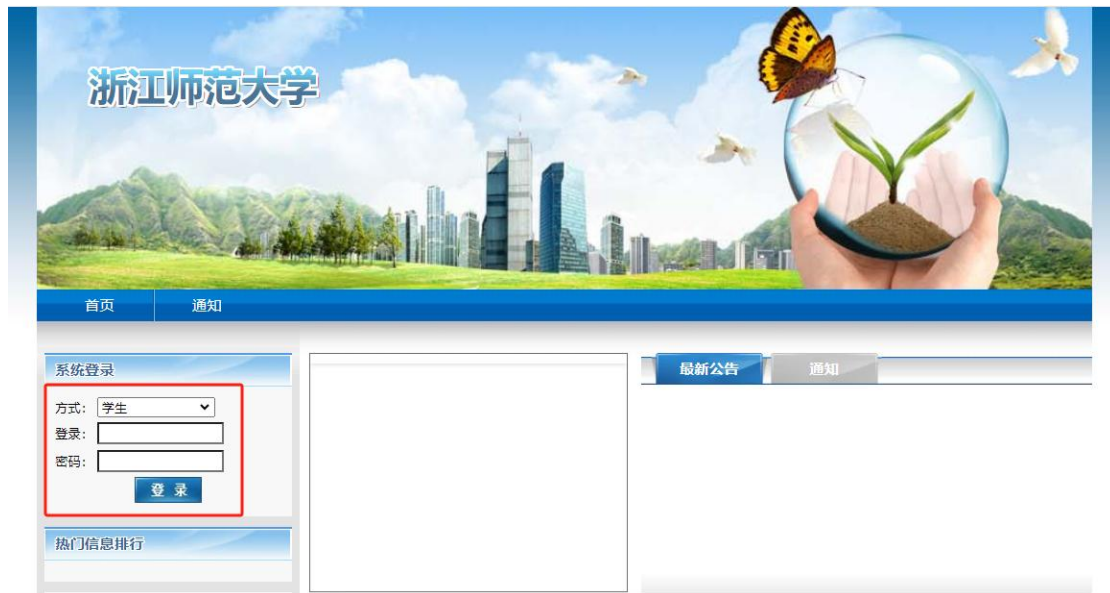 浙江师范大学
首页 通知
系统登录
方式: 学生
登录:
密码:
登 录
热门信息排行
最新公告 通知